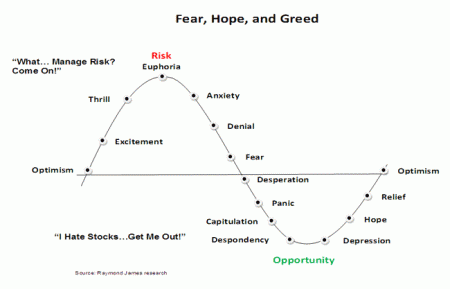 Fear, Hope, and Greed
Risk
"What... Manage Risk?
Come On!"
Euphoria
Thrill
Anxiety
Denial
Excitement
Fear
Optimism
Optimism
Desperation
Relief
Panic
Capitulation
Hope
"I Hate Stocks...Get Me Out!"
Despondency
Depression
Opportunity
Source: Raymond James research